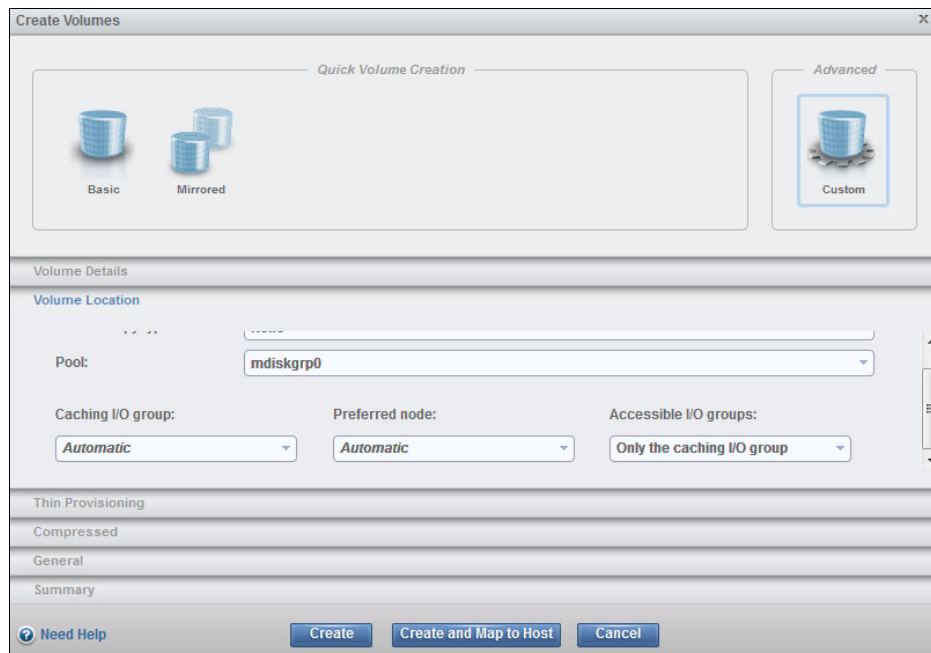 Create Volumes x
Quick Volume Creation
Advanced
Basic
Mirrored
Custom
Volume Details
Volume Location
Pool:
mdiskgrp0
Caching I/O group:
Preferred node:
Accessible I/O groups:
Automatic
Automatic
Only the caching I/O group
Thin Provisioning
Compressed
General
Summary
? Need Help
Create
Create and Map to Host
Cancel